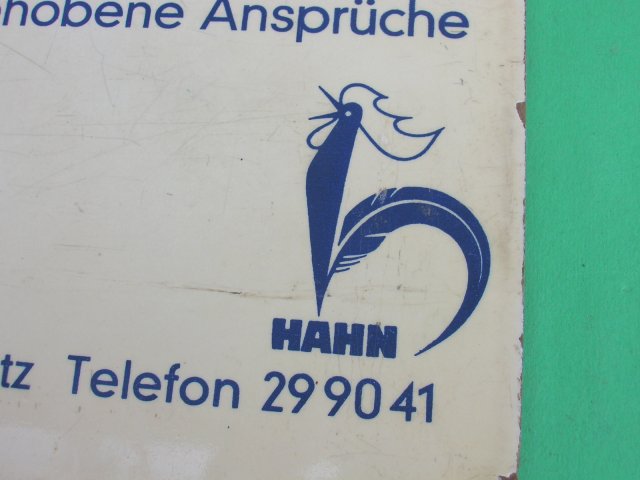 hobene Ansprüche
HAHN
tz Telefon 29 90 41